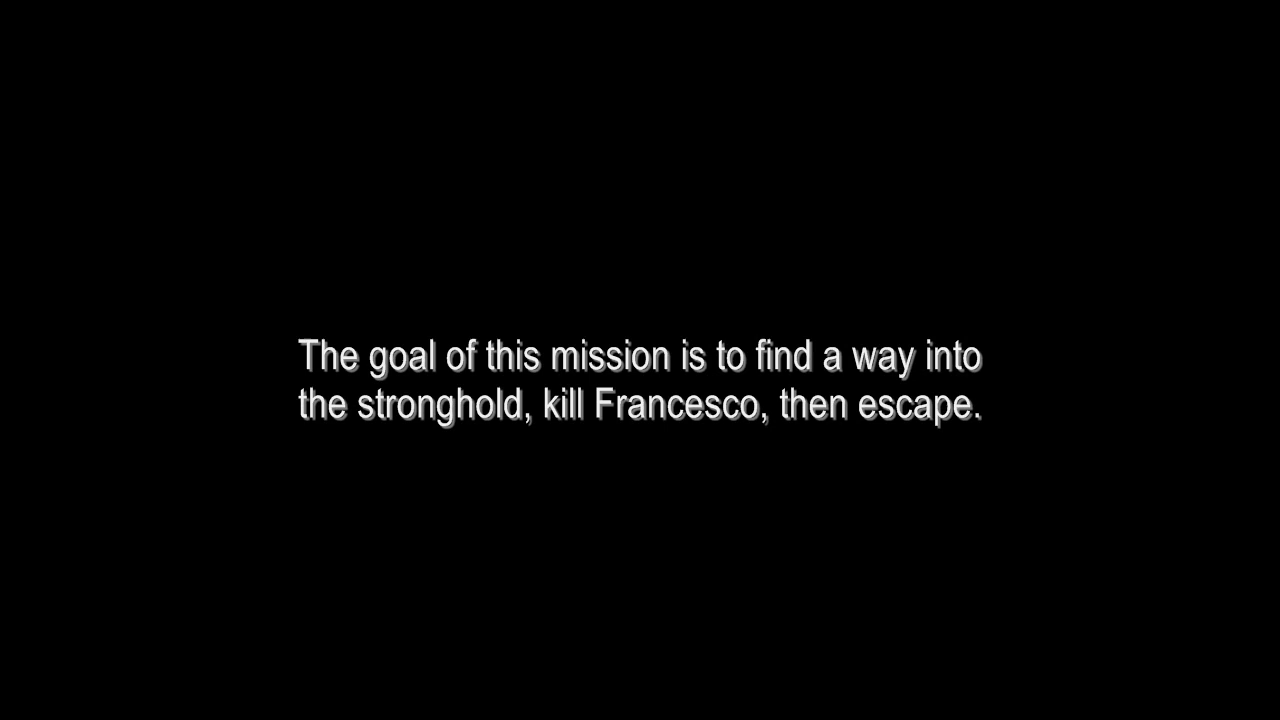 The goal of this mission is to find a way into
the stronghold, kill Francesco, then escape.